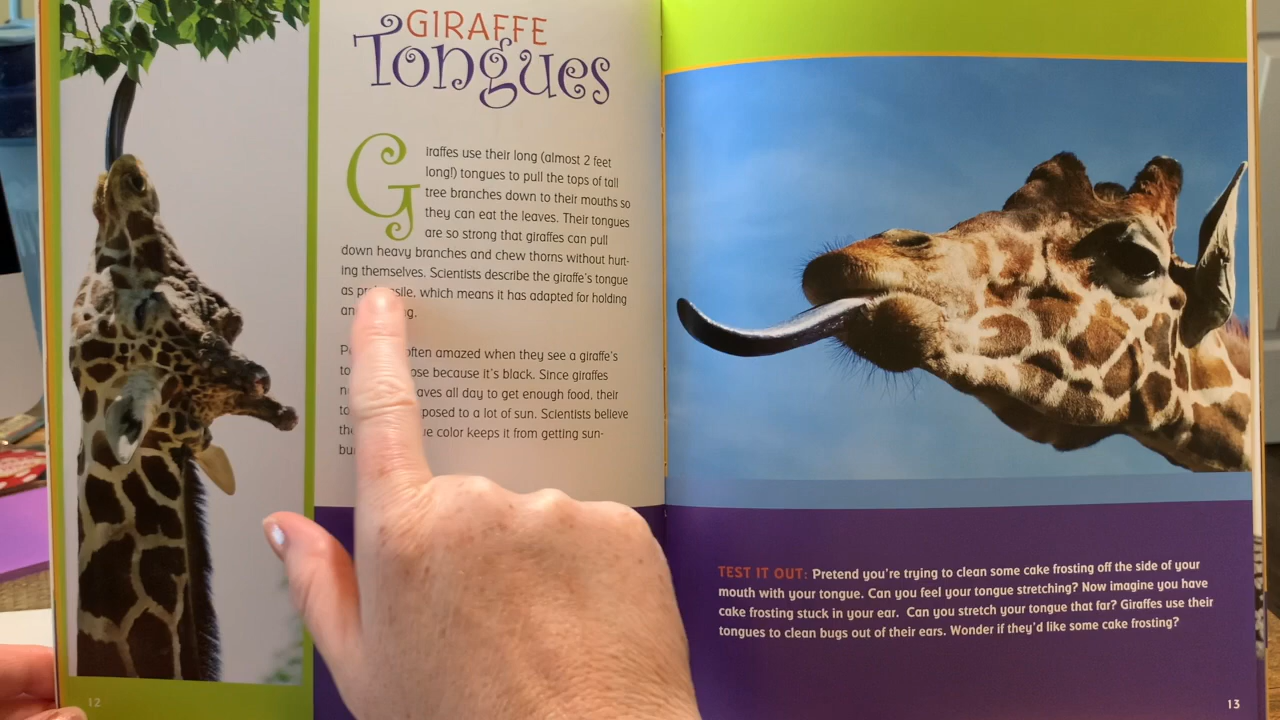 GIRAFFE
Tongues
Giraffes use their long (almost 2 feet
long!) tongues to pull the tops of tall
tree branches down to their mouths so
they can eat the leaves. Their tongues
are so strong that giraffes can pull
down heavy branches and chew thorns without hurt-
ing themselves. Scientists describe the giraffe's tongue
as which means it has adapted for holding
often amazed when they see a giraffe's
because it's black. Since giraffes
all day to get enough food, their
to a lot of sun. Scientists believe
color keeps it from getting sun-
12
TEST IT OUT: Pretend you're trying to clean some cake frosting off the side of your
mouth with your tongue. Can you feel your tongue stretching? Now imagine you have
cake frosting stuck in your ear. Can you stretch your tongue that far? Giraffes use their
tongues to clean bugs out of their ears. Wonder if they'd like some cake frosting?
13